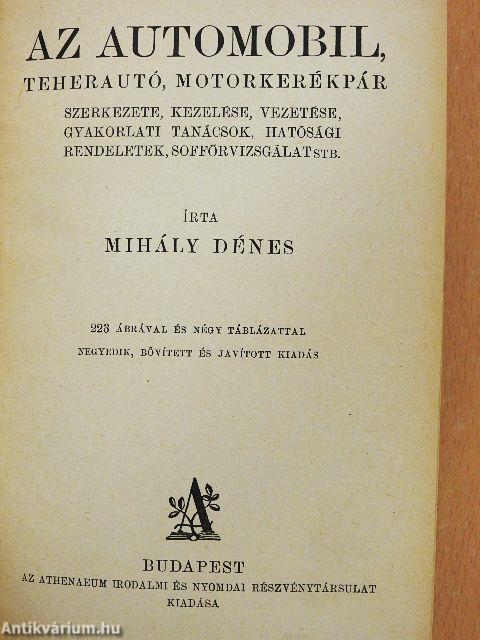 AZ AUTOMOBIL,
TEHERAUTÓ, MOTORKERÉKPÁR
SZERKEZETE, KEZELÉSE, VEZETÉSE,
GYAKORLATI TANÁCSOK, HATÓSÁGI
RENDELETEK, SOFFŐRVIZSGÁLAT STB.
ÍRTA
MIHÁLY DÉNES
223 ÁBRÁVAL ÉS NÉGY TÁBLÁZATTAL
NEGYEDIK, BŐVÍTETT ÉS JAVÍTOTT KIADÁS
A
BUDAPEST
AZ ATHENAEUM IRODALMI ÉS NYOMDAI RÉSZVÉNYTÁRSULAT
KIADÁSA
Antikvárium.hu